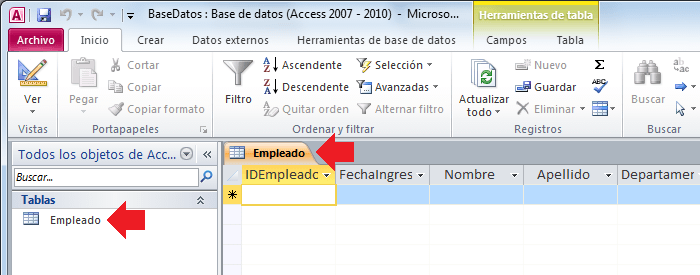 BaseDatos : Base de datos (Access 2007 - 2010) - Microso...
Herramientas de tabla
Archivo Inicio Crear Datos externos Herramientas de base de datos Campos Tabla
Ver
Vistas
Pegar
Cortar
Copiar
Copiar formato
Portapapeles
Filtro
Ascendente
Descendente
Quitar orden
Selección
Avanzadas
Alternar filtro
Ordenar y filtrar
Actualizar
todo
Nuevo
Guardar
Eliminar
ABC
Registros
Buscar
Buscar
Todos los objetos de Acc...
Buscar...
Tablas
Empleado
Empleado
IDEmpleado FechaIngres Nombre Apellido Departamer